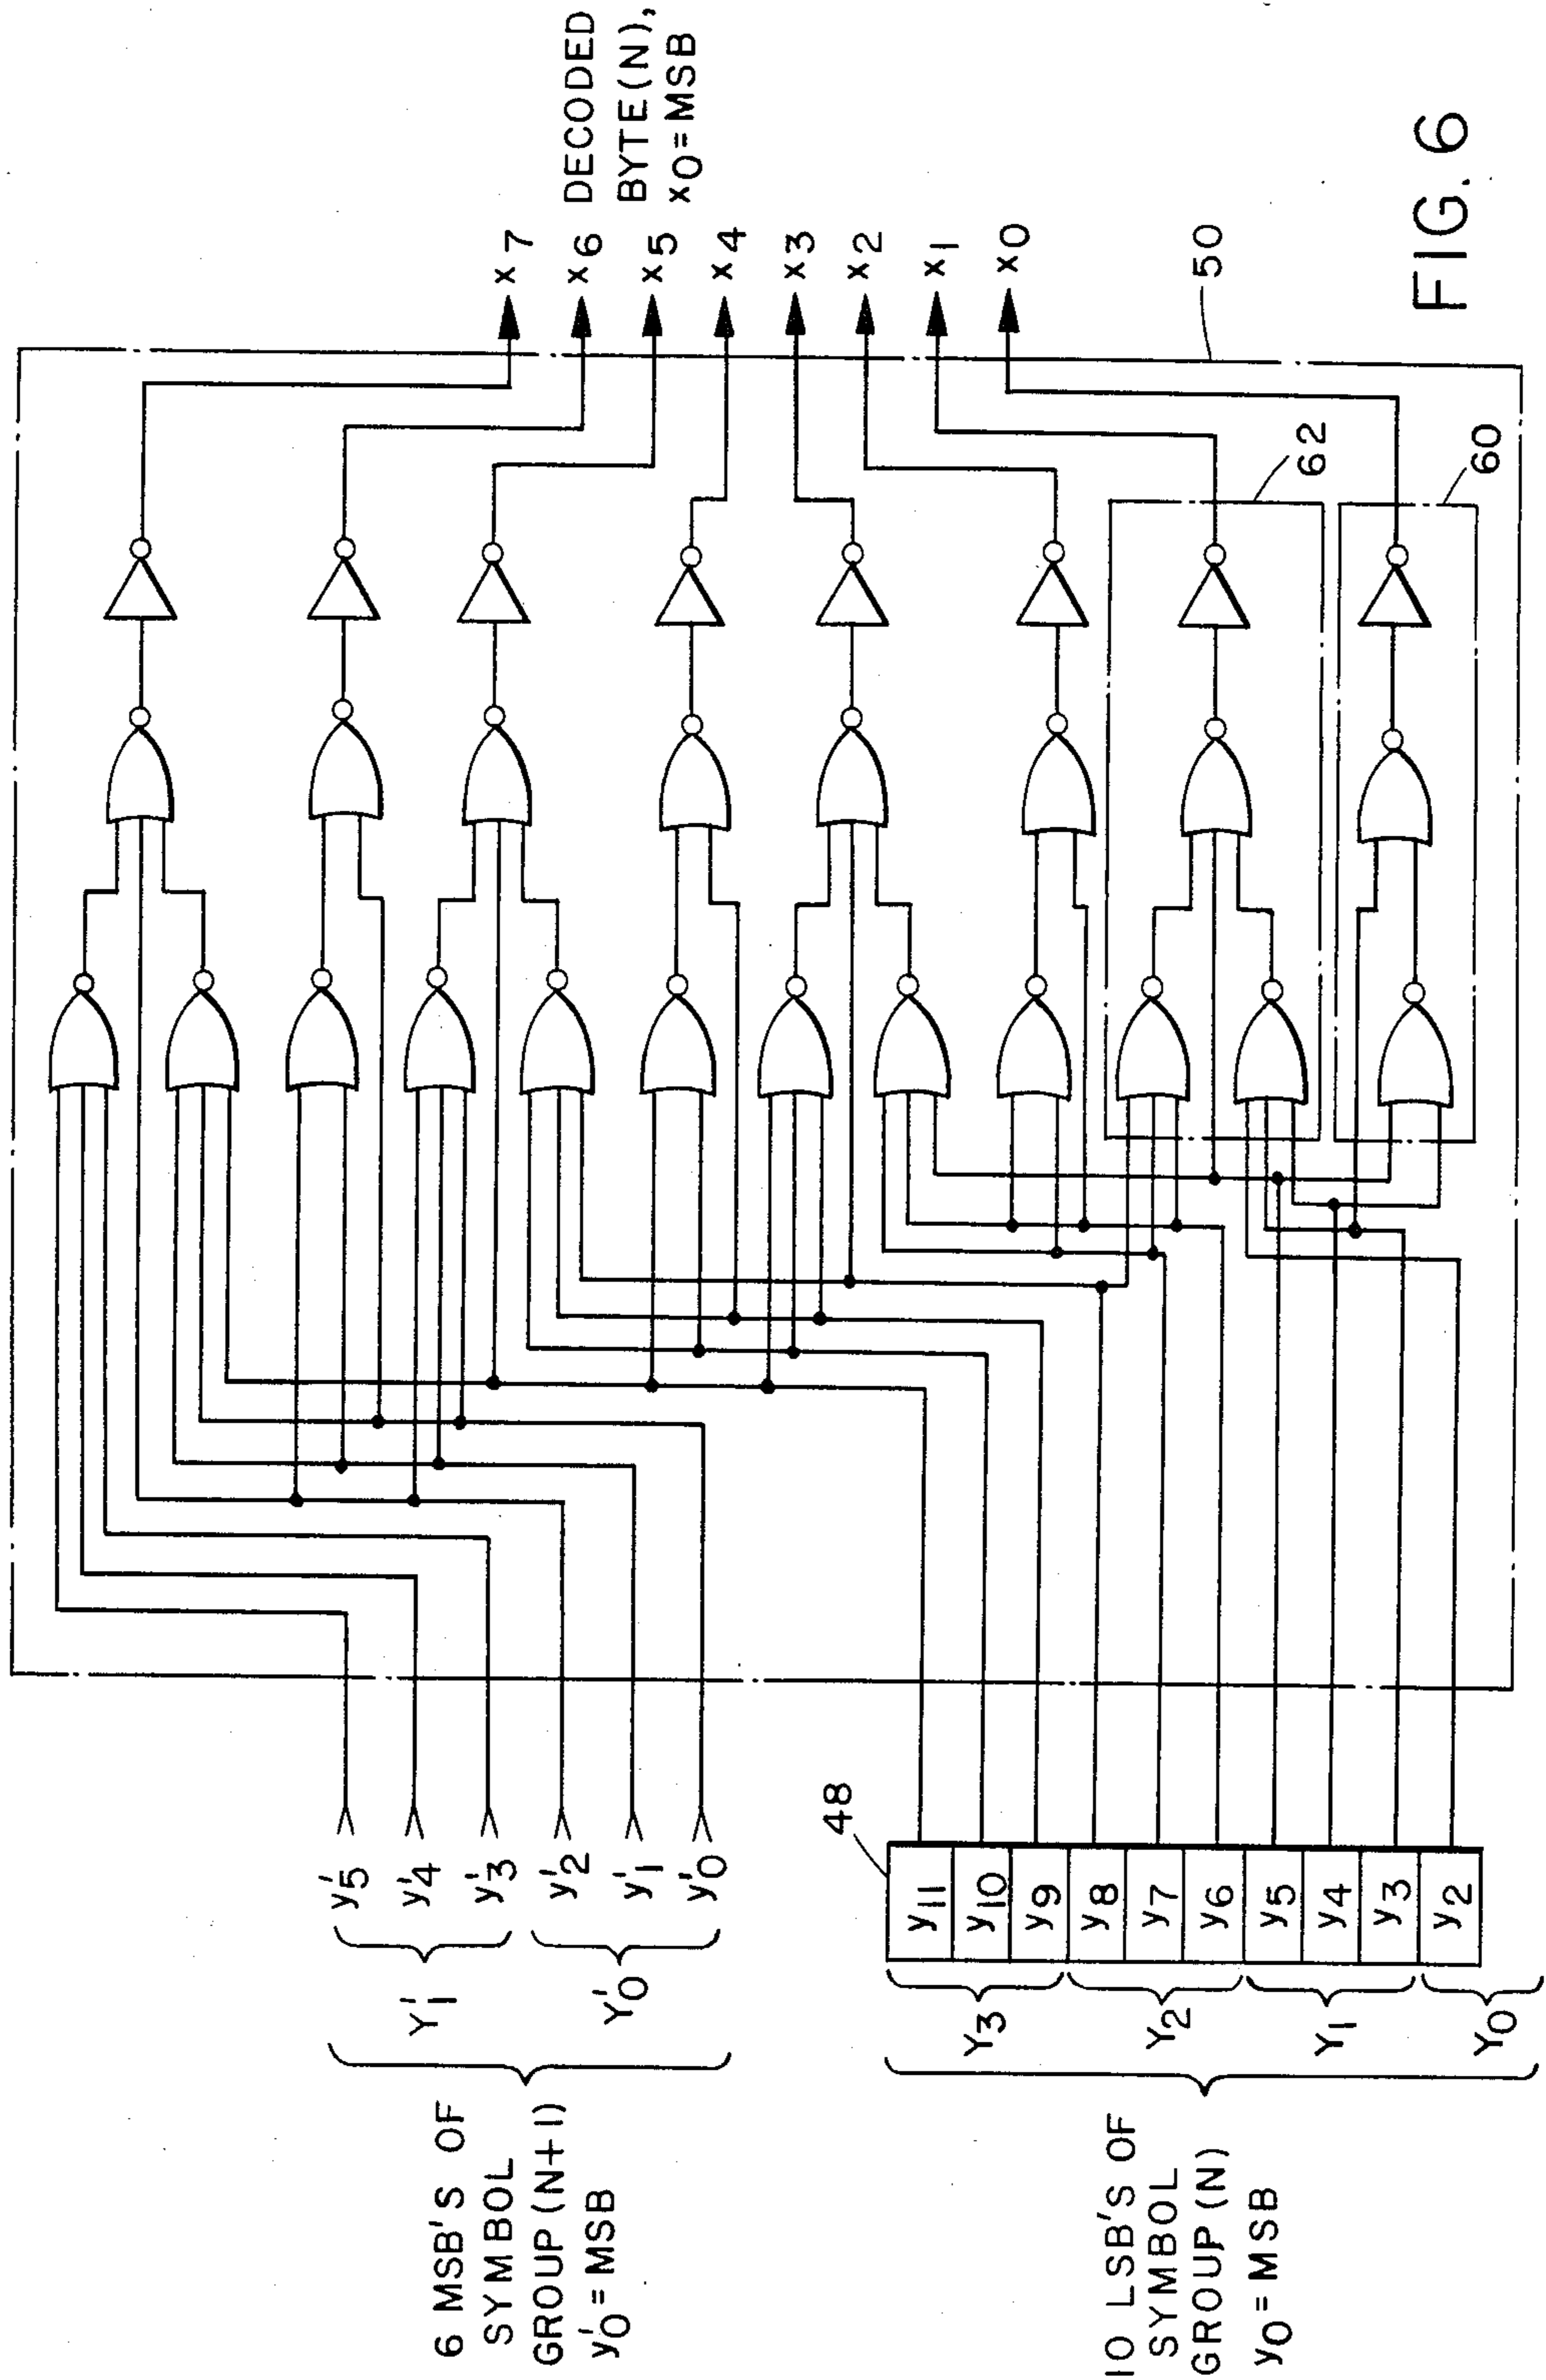 6 MSB'S OF
SYMBOL
GROUP (N+1)
y'0 = MSB
Y'1
Y'0
y'5
y'4
y'3
y'2
y'1
y'0
10 LSB'S OF
SYMBOL
GROUP (N)
y0 = MSB
Y3
Y2
Y1
Y0
48
y11
y10
y9
y8
y7
y6
y5
y4
y3
y2
62
60
50
x7
x6
x5
x4
x3
x2
x1
x0
DECODED
BYTE(N),
x0=MSB
FIG. 6